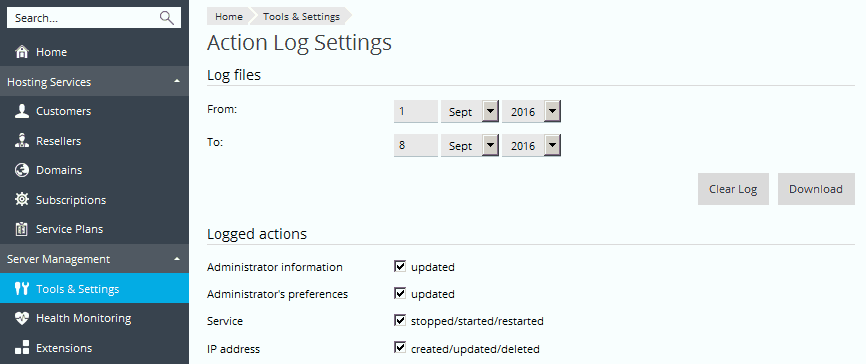 Search...
Home
Hosting Services
Customers
Resellers
Domains
Subscriptions
Service Plans
Server Management
Tools & Settings
Health Monitoring
Extensions
Home Tools & Settings
Action Log Settings
Log files
From: 1 Sept 2016
To: 8 Sept 2016
Clear Log Download
Logged actions
Administrator information updated
Administrator's preferences updated
Service stopped/started/restarted
IP address created/updated/deleted